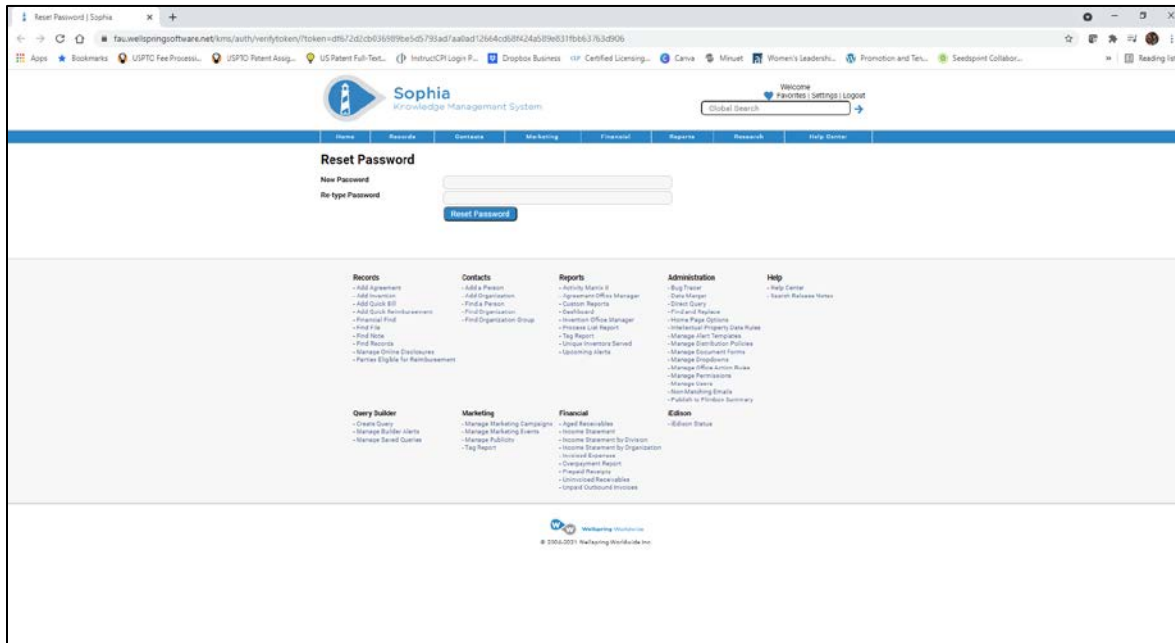 Reset Password | Sophia
fau.wellspringsoftware.net/kms/auth/verifytoken/?token=
Apps Bookmarks USPTO Fee Processi... USPTO Patent Assig... US Patent Full-Text... InstructCPI Login P... Dropbox Business Certified Licensing... Canva Minuet Women's Leadershi... Promotion and Ten... Seedsprint Collabor... » Reading list
Sophia
Knowledge Management System
Welcome
Favorites | Settings | Logout
Global Search
Home Records Contacts Marketing Financial Reports Research Help Center
Reset Password
New Password
Re-type Password
Reset Password
Records
- Add Agreement
- Add Invention
- Add Quick Bill
- Add Quick Reimbursement
- Financial Find
- Find File
- Find Note
- Find Records
- Manage Online Disclosures
- Parties Eligible for Reimbursement
Contacts
- Add a Person
- Add Organization
- Find a Person
- Find Organization
- Find Organization Group
Reports
- Activity Matrix II
- Agreement Office Manager
- Custom Reports
- Dashboard
- Invention Office Manager
- Process List Report
- Tag Report
- Unique Inventors Served
- Upcoming Alerts
Administration
- Bug Tracer
- Data Merger
- Direct Query
- Find and Replace
- Home Page Options
- Intellectual Property Data Rules
- Manage Alert Templates
- Manage Distribution Policies
- Manage Document Forms
- Manage Dropdowns
- Manage Office Action Rules
- Manage Permissions
- Manage Users
- Non-Matching Emails
- Publish to Flintbox Summary
Help
- Help Center
- Search Release Notes
Query Builder
- Create Query
- Manage Builder Alerts
- Manage Saved Queries
Marketing
- Manage Marketing Campaigns
- Manage Marketing Events
- Manage Publicity
- Tag Report
Financial
- Aged Receivables
- Income Statement
- Income Statement by Division
- Income Statement by Organization
- Invoiced Expenses
- Overpayment Report
- Prepaid Receipts
- Uninvoiced Receivables
- Unpaid Outbound Invoices
iEdison
- iEdison Status
Wellspring Worldwide
© 2006-2021 Wellspring Worldwide Inc.